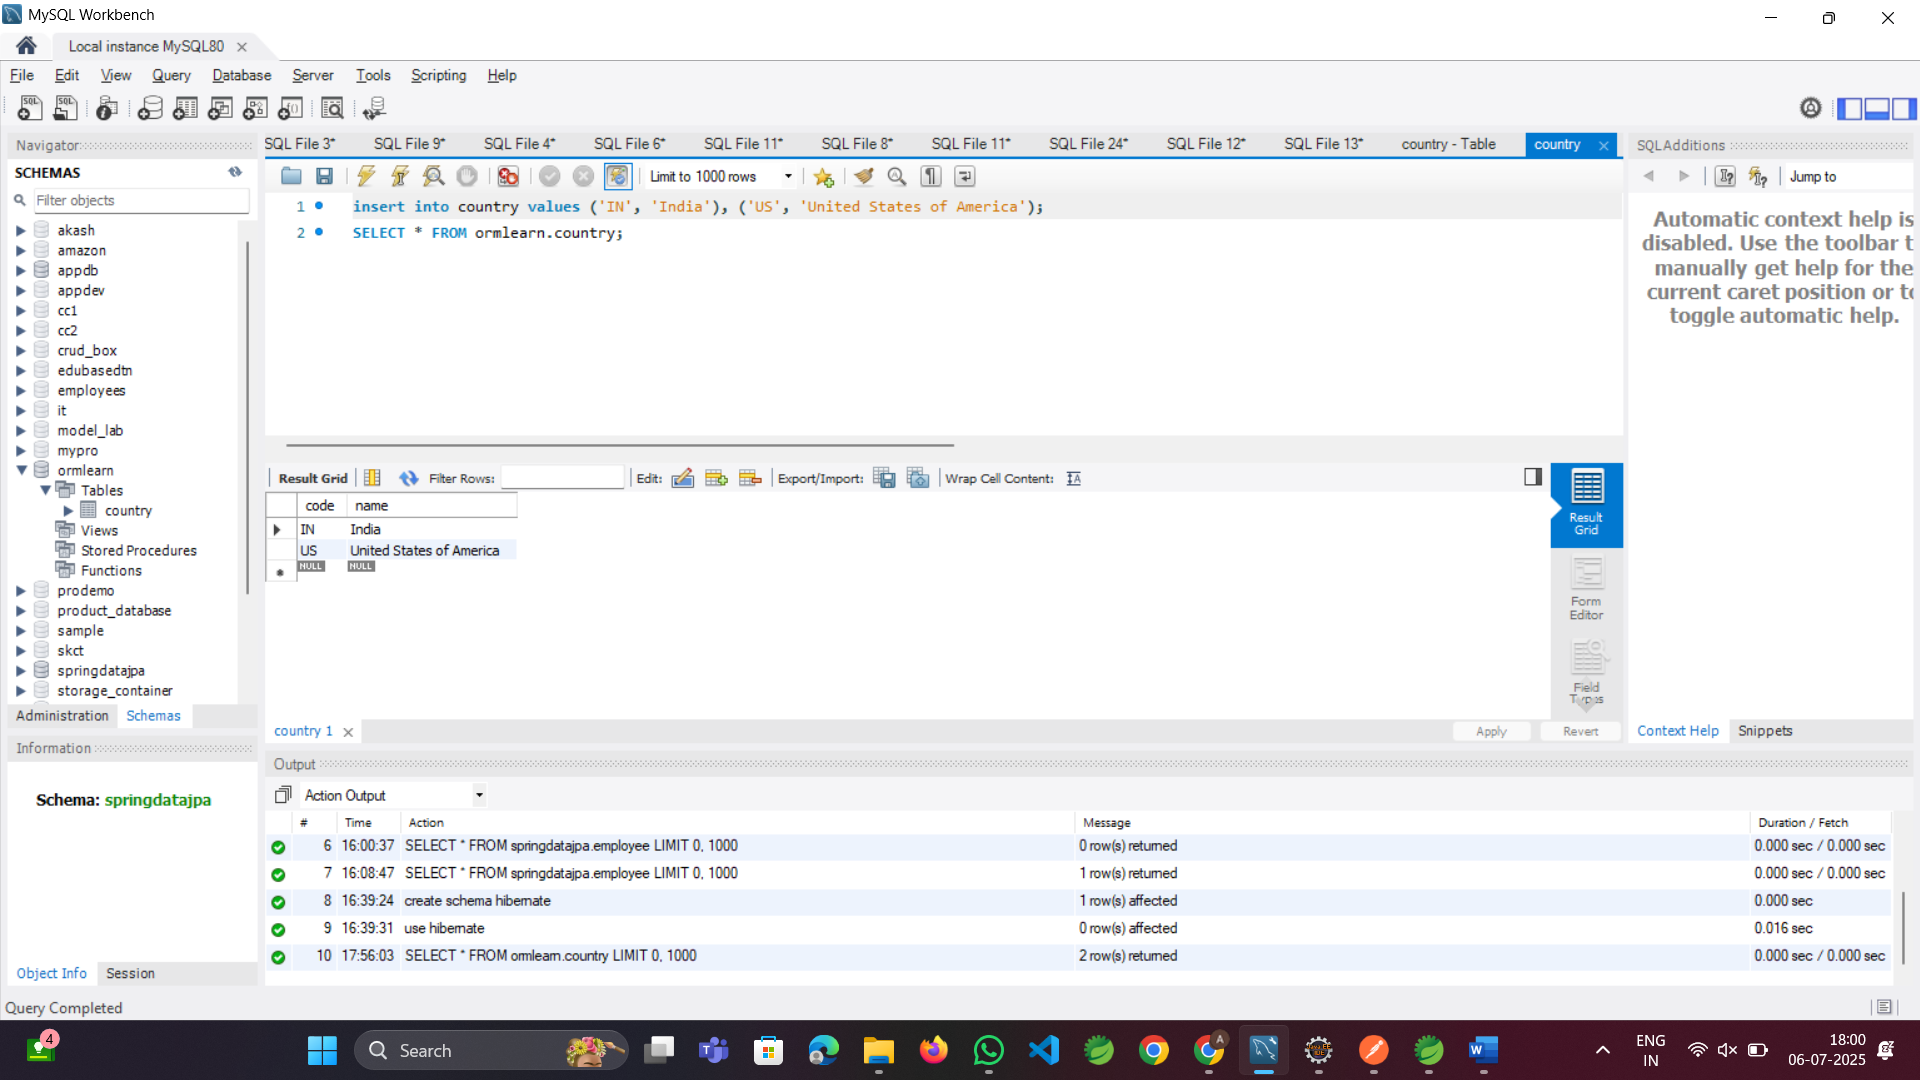 MySQL Workbench
Local instance MySQL80
File Edit View Query Database Server Tools Scripting Help
Navigator
SCHEMAS
Filter objects
akash
amazon
appdb
appdev
cc1
cc2
crud_box
edubasedtn
employees
it
model_lab
mypro
ormlearn
Tables
country
Views
Stored Procedures
Functions
prodemo
product_database
sample
skct
springdatajpa
storage_container
Administration Schemas
Information
Schema: springdatajpa
Object Info Session
Query Completed
SQL File 3* SQL File 9* SQL File 4* SQL File 6* SQL File 11* SQL File 8* SQL File 11* SQL File 24* SQL File 12* SQL File 13* country - Table country
Limit to 1000 rows
1 insert into country values ('IN', 'India'), ('US', 'United States of America');
2 SELECT * FROM ormlearn.country;
Result Grid Filter Rows: Edit: Export/Import: Wrap Cell Content:
code name
IN India
US United States of America
NULL NULL
Result Grid
Form Editor
Field Types
country 1 Apply Revert
SQLAdditions
Jump to
Automatic context help is
disabled. Use the toolbar t
manually get help for the
current caret position or to
toggle automatic help.
Context Help Snippets
Output
Action Output
# Time Action Message Duration / Fetch
6 16:00:37 SELECT * FROM springdatajpa.employee LIMIT 0, 1000 0 row(s) returned 0.000 sec / 0.000 sec
7 16:08:47 SELECT * FROM springdatajpa.employee LIMIT 0, 1000 1 row(s) returned 0.000 sec / 0.000 sec
8 16:39:24 create schema hibernate 1 row(s) affected 0.000 sec
9 16:39:31 use hibernate 0 row(s) affected 0.016 sec
10 17:56:03 SELECT * FROM ormlearn.country LIMIT 0, 1000 2 row(s) returned 0.000 sec / 0.000 sec
4
Search
ENG
IN
18:00
06-07-2025